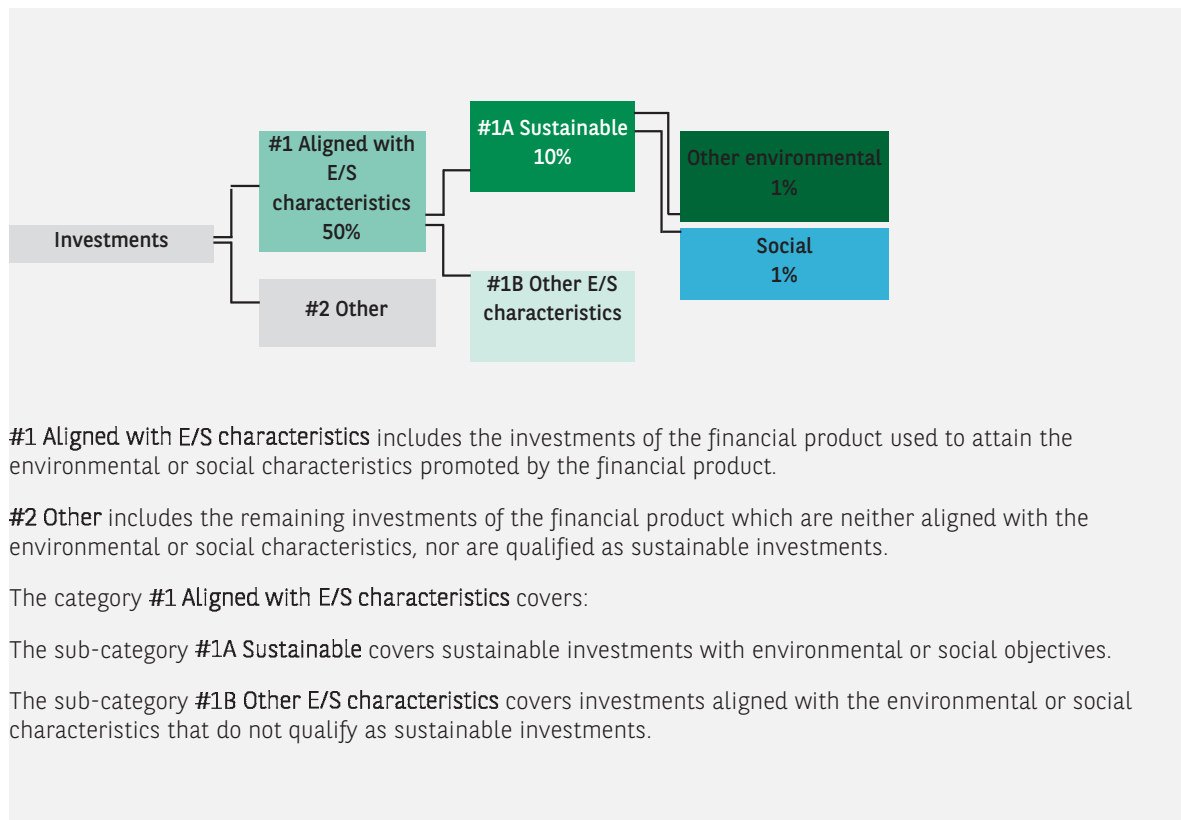 #1A Sustainable
10%
#1 Aligned with
E/S
characteristics
50%
Other environmental
1%
Investments
Social
1%
#2 Other
#1B Other E/S
characteristics
#1 Aligned with E/S characteristics includes the investments of the financial product used to attain the
environmental or social characteristics promoted by the financial product.
#2 Other includes the remaining investments of the financial product which are neither aligned with the
environmental or social characteristics, nor are qualified as sustainable investments.
The category #1 Aligned with E/S characteristics covers:
The sub-category #1A Sustainable covers sustainable investments with environmental or social objectives.
The sub-category #1B Other E/S characteristics covers investments aligned with the environmental or social
characteristics that do not qualify as sustainable investments.